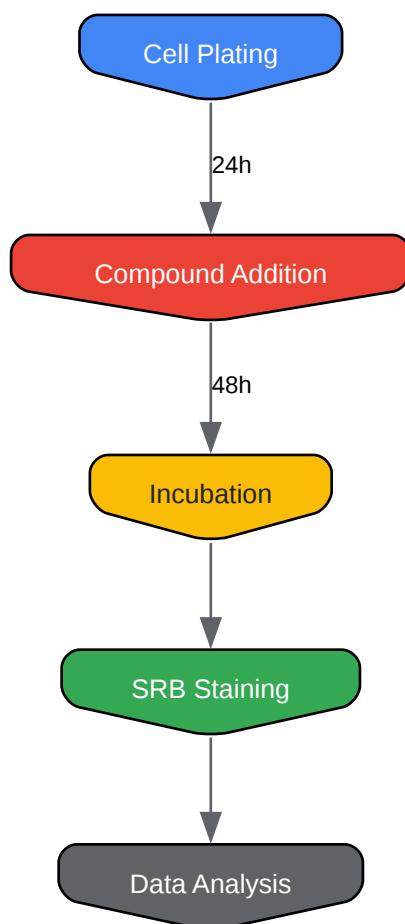 Cell Plating
24h
Compound Addition
48h
Incubation
SRB Staining
Data Analysis